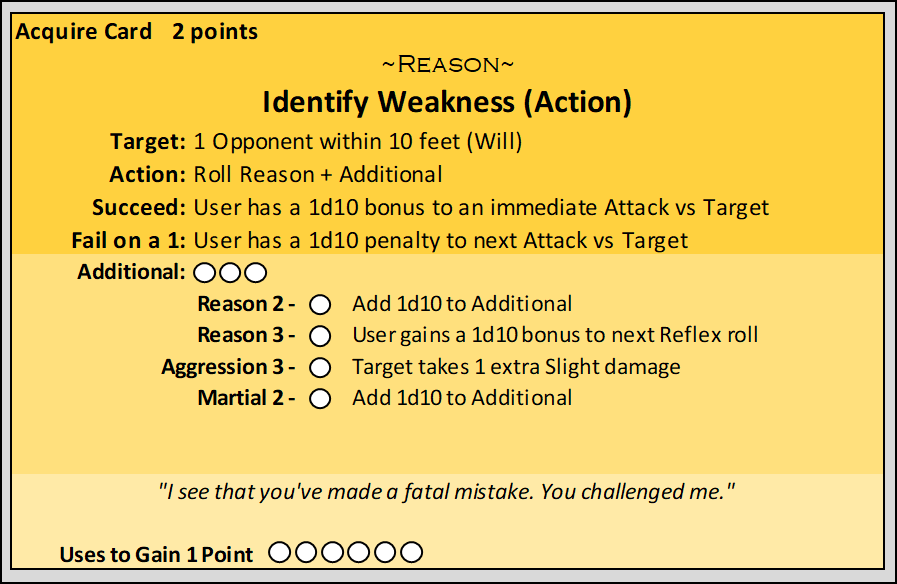 Acquire Card 2 points
~REASON~
Identify Weakness (Action)
Target: 1 Opponent within 10 feet (Will)
Action: Roll Reason + Additional
Succeed: User has a 1d10 bonus to an immediate Attack vs Target
Fail on a 1: User has a 1d10 penalty to next Attack vs Target
Additional:
Reason 2 - Add 1d10 to Additional
Reason 3 - User gains a 1d10 bonus to next Reflex roll
Aggression 3 - Target takes 1 extra Slight damage
Martial 2 - Add 1d10 to Additional
"I see that you've made a fatal mistake. You challenged me."
Uses to Gain 1 Point